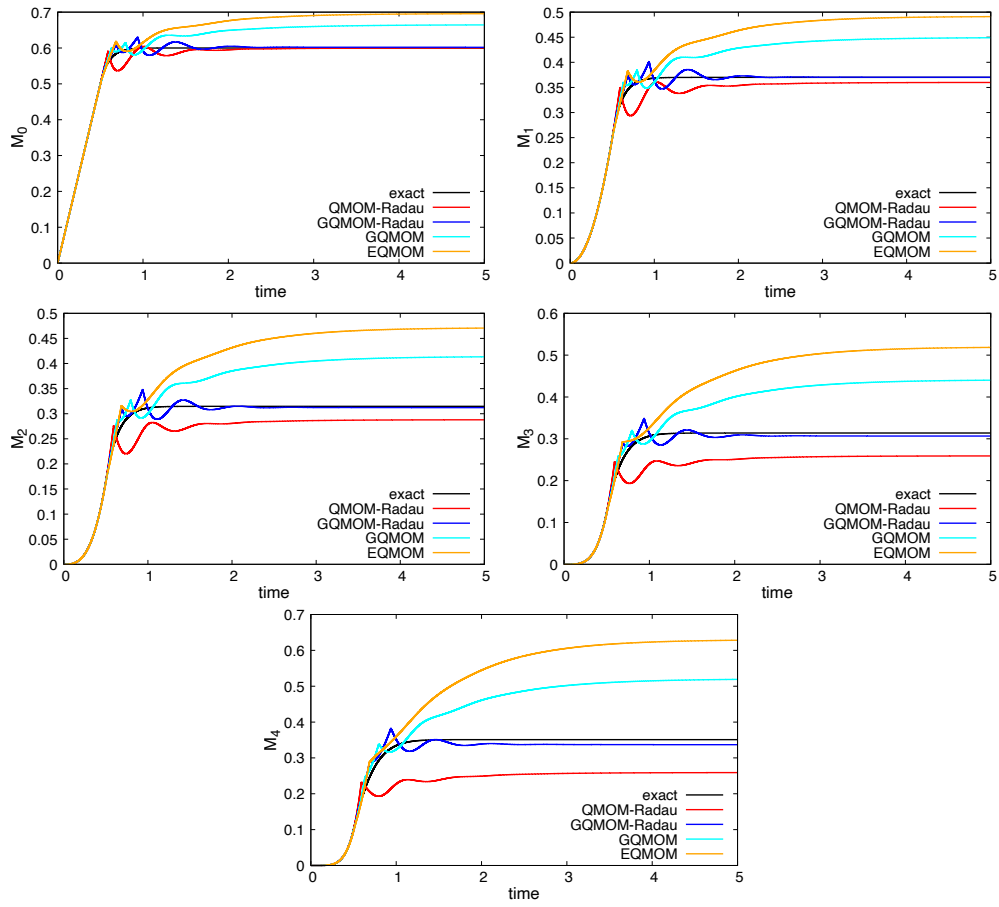 0.7
0.6
0.5
0.4
0.3
0.2
0.1
0
M0
exact
QMOM-Radau
GQMOM-Radau
GQMOM
EQMOM
0 1 2 3 4 5
time
0.5
0.45
0.4
0.35
0.3
0.25
0.2
0.15
0.1
0.05
0
M1
exact
QMOM-Radau
GQMOM-Radau
GQMOM
EQMOM
0 1 2 3 4 5
time
0.5
0.45
0.4
0.35
0.3
0.25
0.2
0.15
0.1
0.05
0
M2
exact
QMOM-Radau
GQMOM-Radau
GQMOM
EQMOM
0 1 2 3 4 5
time
0.6
0.5
0.4
0.3
0.2
0.1
0
M3
exact
QMOM-Radau
GQMOM-Radau
GQMOM
EQMOM
0 1 2 3 4 5
time
0.7
0.6
0.5
0.4
0.3
0.2
0.1
0
M4
exact
QMOM-Radau
GQMOM-Radau
GQMOM
EQMOM
0 1 2 3 4 5
time